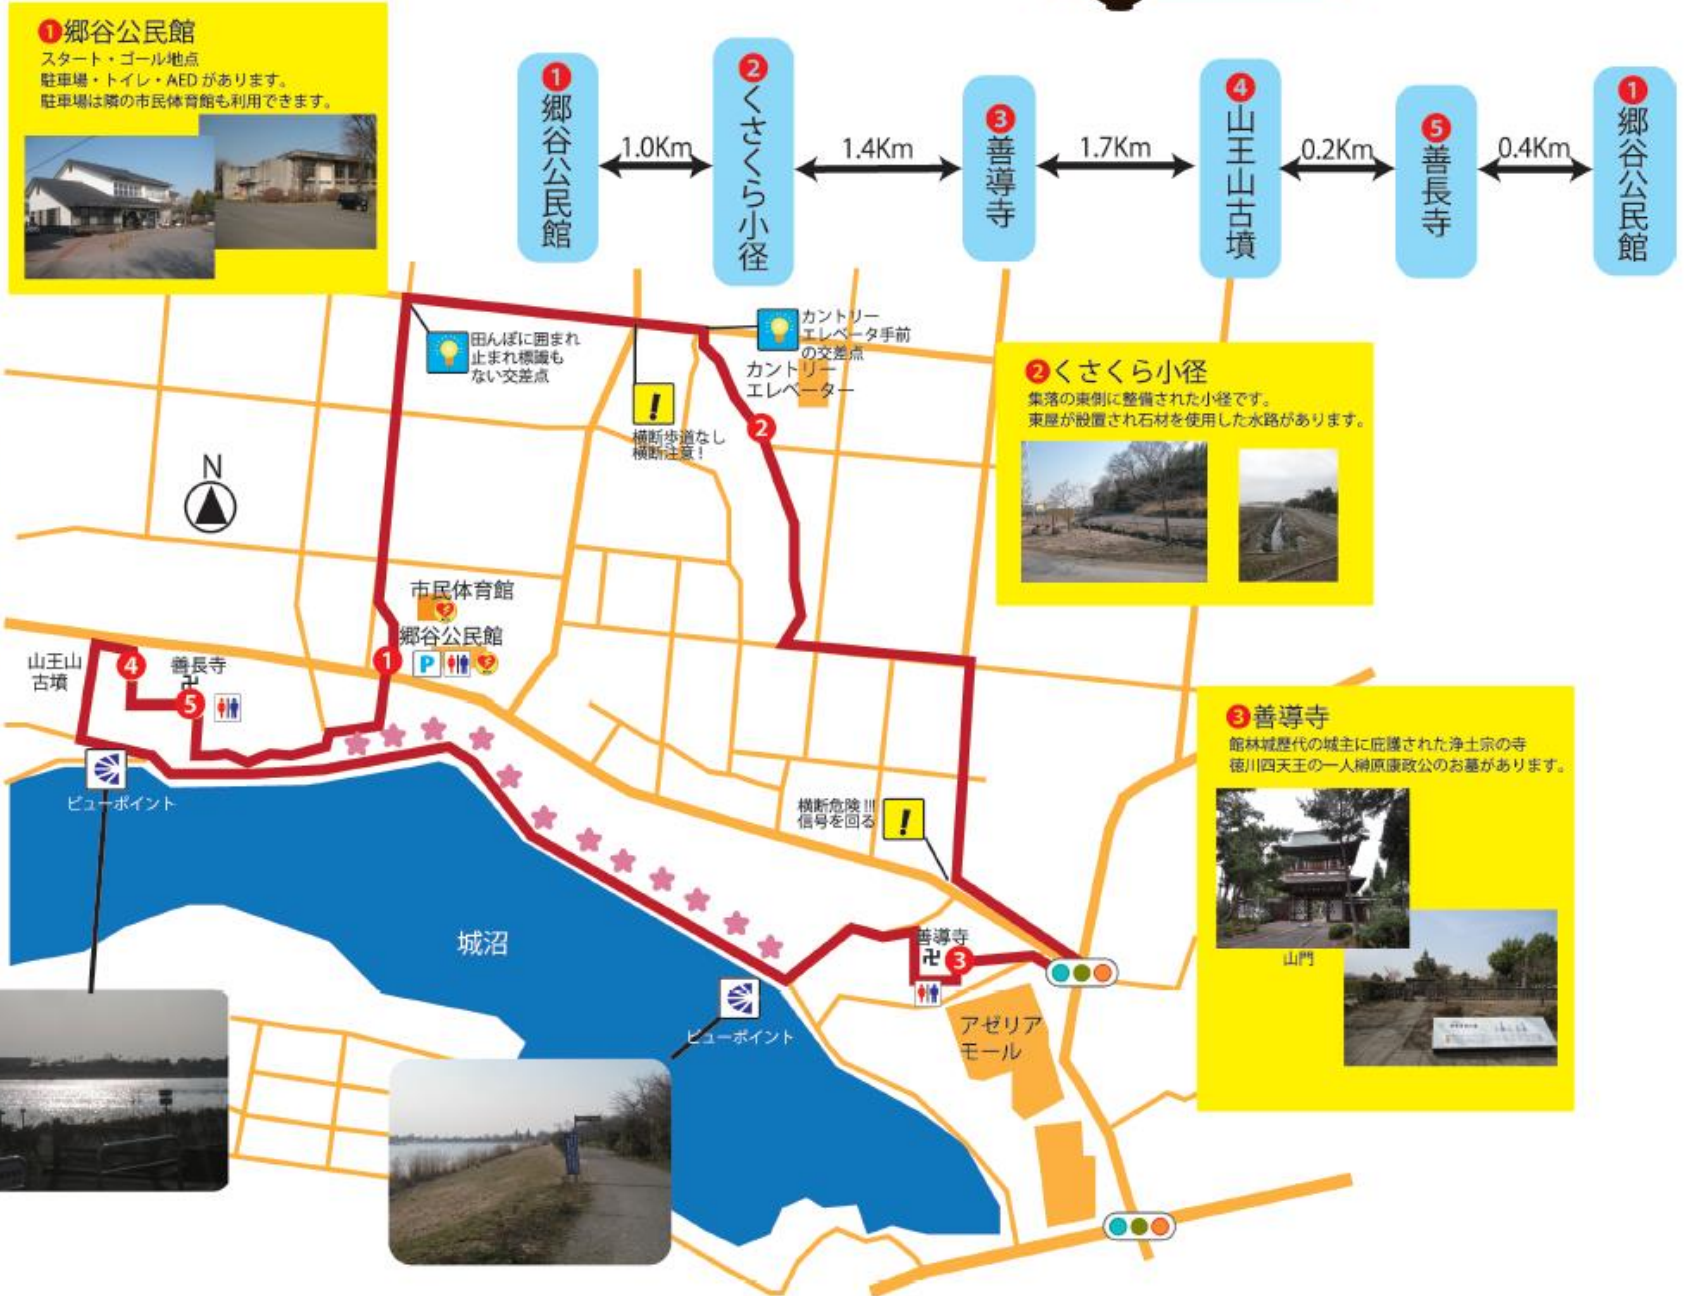 ❶郷谷公民館
スタート・ゴール地点
駐車場・トイレ・AEDがあります。
駐車場は隣の市民体育館も利用できます。
❶郷谷公民館
1.0Km
❷くさくら小径
1.4Km
❸善導寺
1.7Km
❹山王山古墳
0.2Km
❺善長寺
0.4Km
❶郷谷公民館
田んぼに囲まれ
止まれ標識も
ない交差点
カントリー
エレベータ手前
の交差点
カントリー
エレベーター
!
横断歩道なし
横断注意!
2
❷くさくら小径
集落の東側に整備された小径です。
東屋が設置され石材を使用した水路があります。
N
市民体育館
郷谷公民館
1
P
山王山
古墳
4
善長寺
卍
5
ビューポイント
❸善導寺
館林城歴代の城主に庇護された浄土宗の寺
徳川四天王の一人榊原康政公のお墓があります。
山門
横断危険!!!
信号を回る
!
城沼
善導寺
卍
3
ビューポイント
アゼリア
モール